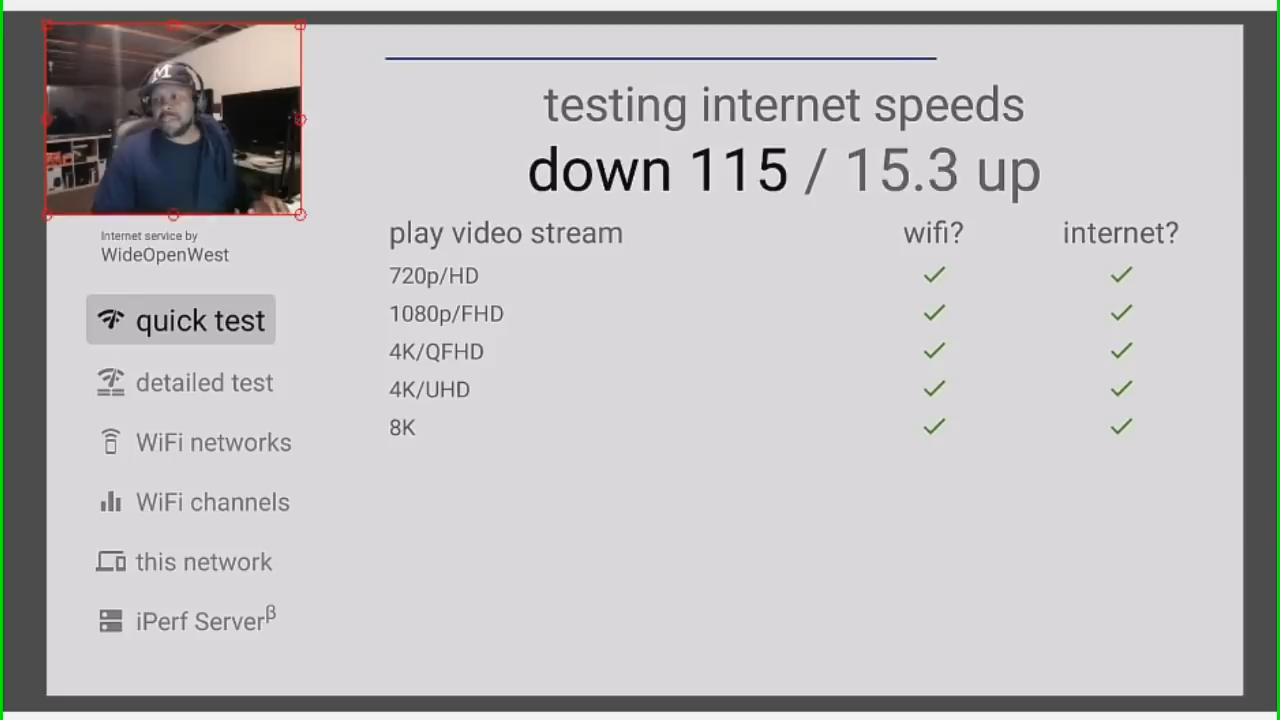 M
testing internet speeds
down 115 / 15.3 up
Internet service by
WideOpenWest
play video stream wifi? internet?
720p/HD
1080p/FHD
4K/QFHD
4K/UHD
8K
quick test
detailed test
WiFi networks
WiFi channels
this network
iPerf Serverβ